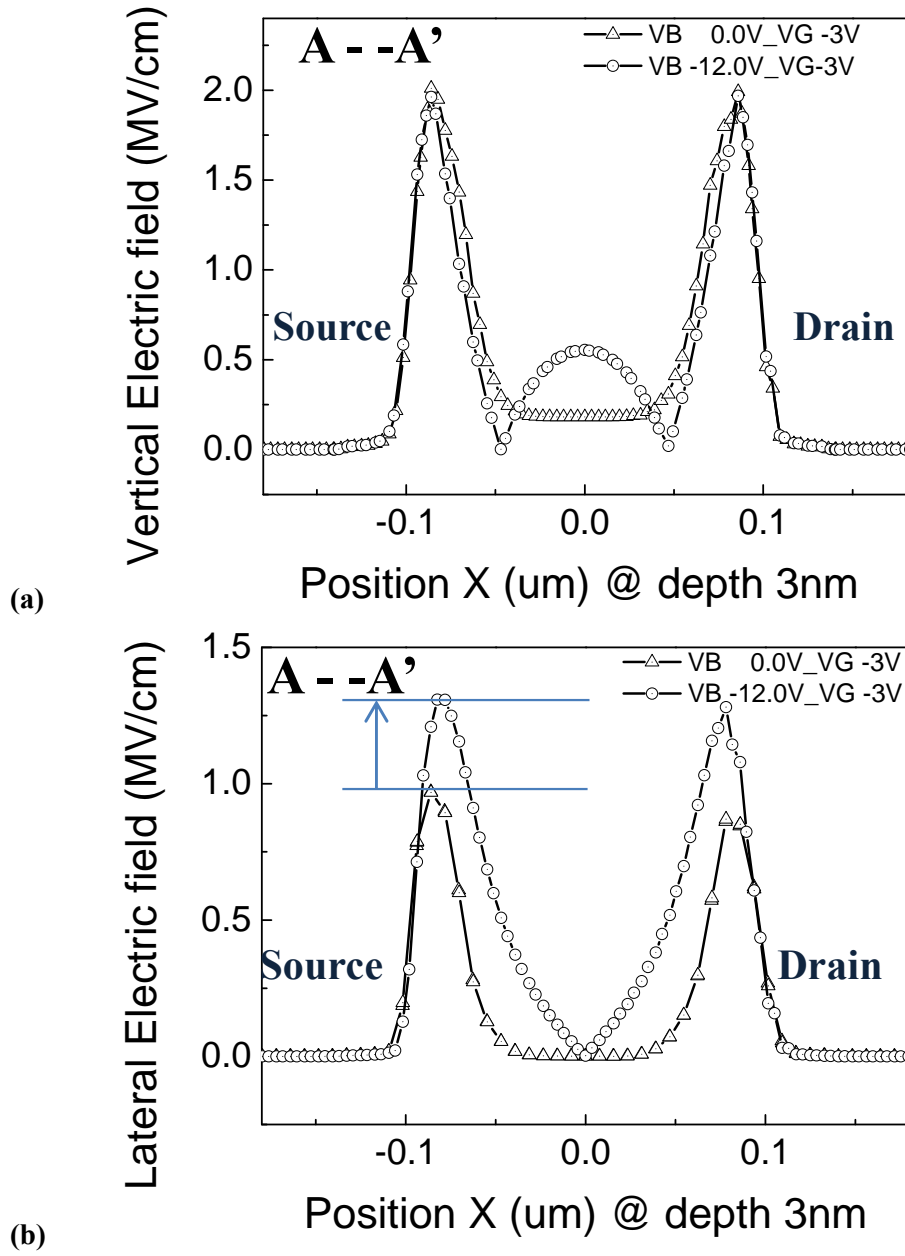 A - - A’
VB 0.0V_VG -3V
VB -12.0V_VG-3V
Vertical Electric field (MV/cm)
2.0
1.5
1.0
0.5
0.0
Source
Drain
-0.1 0.0 0.1
Position X (um) @ depth 3nm
(a)
A - - A’
VB 0.0V_VG -3V
VB -12.0V_VG -3V
Lateral Electric field (MV/cm)
1.5
1.0
0.5
0.0
Source
Drain
-0.1 0.0 0.1
Position X (um) @ depth 3nm
(b)